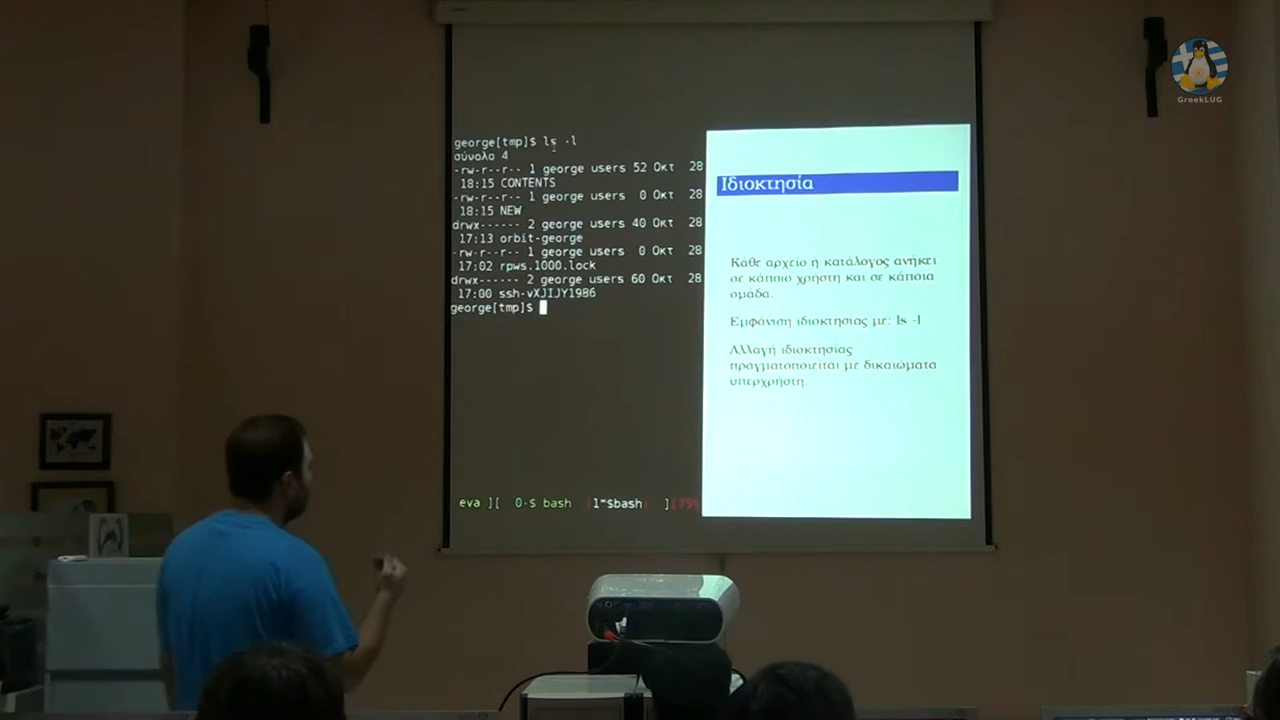 GreekLUG
george[tmp]$ ls -l
σύνολο 4
-rw-r--r-- 1 george users 52 Οκτ 28
18:15 CONTENTS
-rw-r--r-- 1 george users 0 Οκτ 28
18:15 NEW
drwx------ 2 george users 40 Οκτ 28
17:13 orbit-george
-rw-r--r-- 1 george users 0 Οκτ 28
17:02 rpws.1000.lock
drwx------ 2 george users 60 Οκτ 28
17:00 ssh-vXJIJY1986
george[tmp]$
eva ][ 0-$ bash (1*$bash) ][75%
Ιδιοκτησία
Κάθε αρχείο ή κατάλογος ανήκει
σε κάποιο χρήστη και σε κάποια
ομάδα.
Εμφάνιση ιδιοκτησίας με: ls -l
Αλλαγή ιδιοκτησίας
πραγματοποιείται με δικαιώματα
υπερχρήστη.